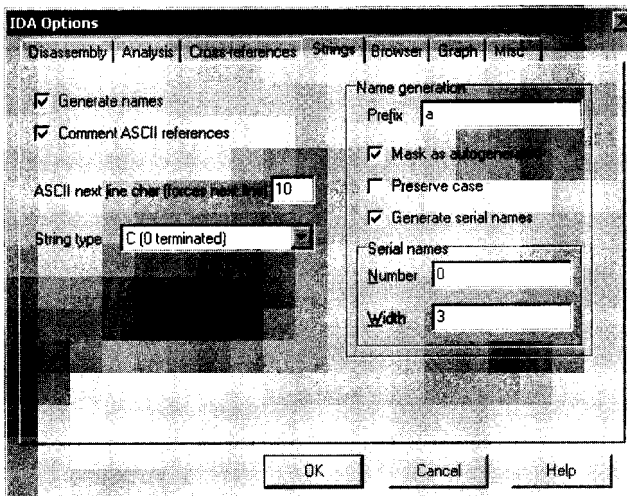 IDA Options
Disassembly Analysis Cross-references Strings Browser Graph Misc
Generate names
Comment ASCII references
ASCII next line char (forces next line) 10
String type C (0 terminated)
Name generation
Prefix a
Mask as
Preserve case
Generate serial names
Serial names
Number 0
Width 3
OK Cancel Help